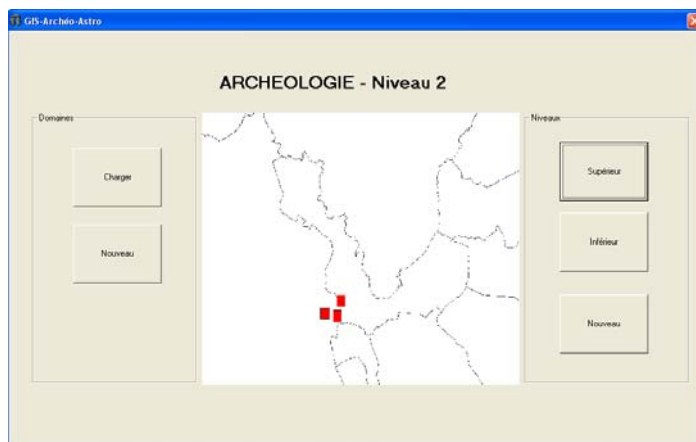 GIS-Archéo-Astro
ARCHEOLOGIE - Niveau 2
Domaines
Charger
Nouveau
Niveaux
Supérieur
Inférieur
Nouveau